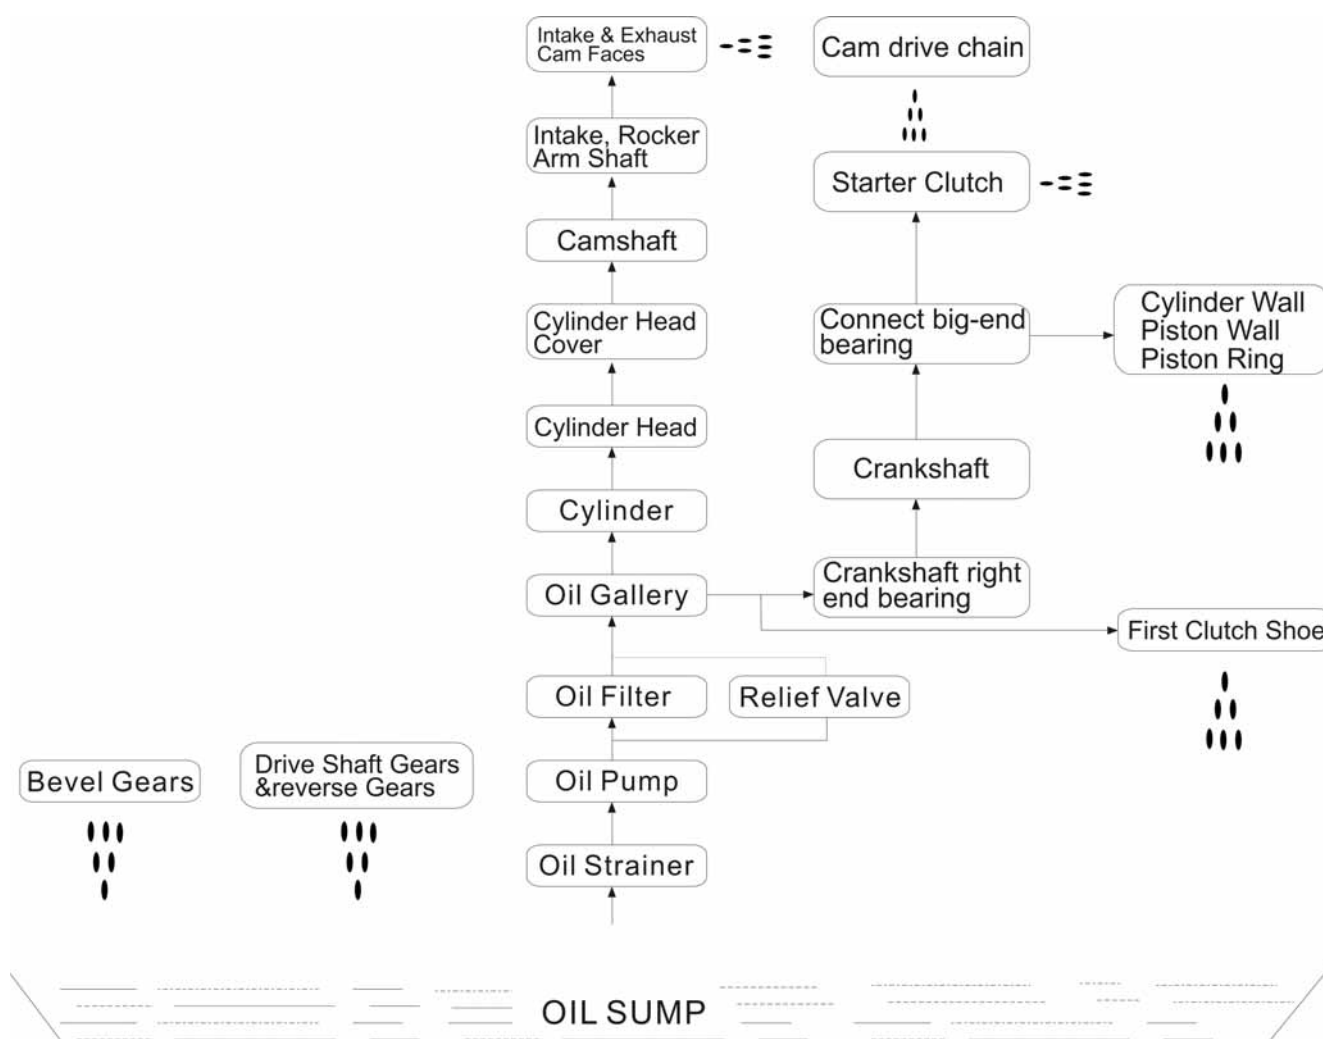 Intake & Exhaust
Cam Faces
Cam drive chain
Intake, Rocker
Arm Shaft
Starter Clutch
Camshaft
Cylinder Head
Cover
Connect big-end
bearing
Cylinder Wall
Piston Wall
Piston Ring
Cylinder Head
Crankshaft
Cylinder
Oil Gallery
Crankshaft right
end bearing
First Clutch Shoe
Oil Filter
Relief Valve
Bevel Gears
Drive Shaft Gears
&reverse Gears
Oil Pump
Oil Strainer
OIL SUMP